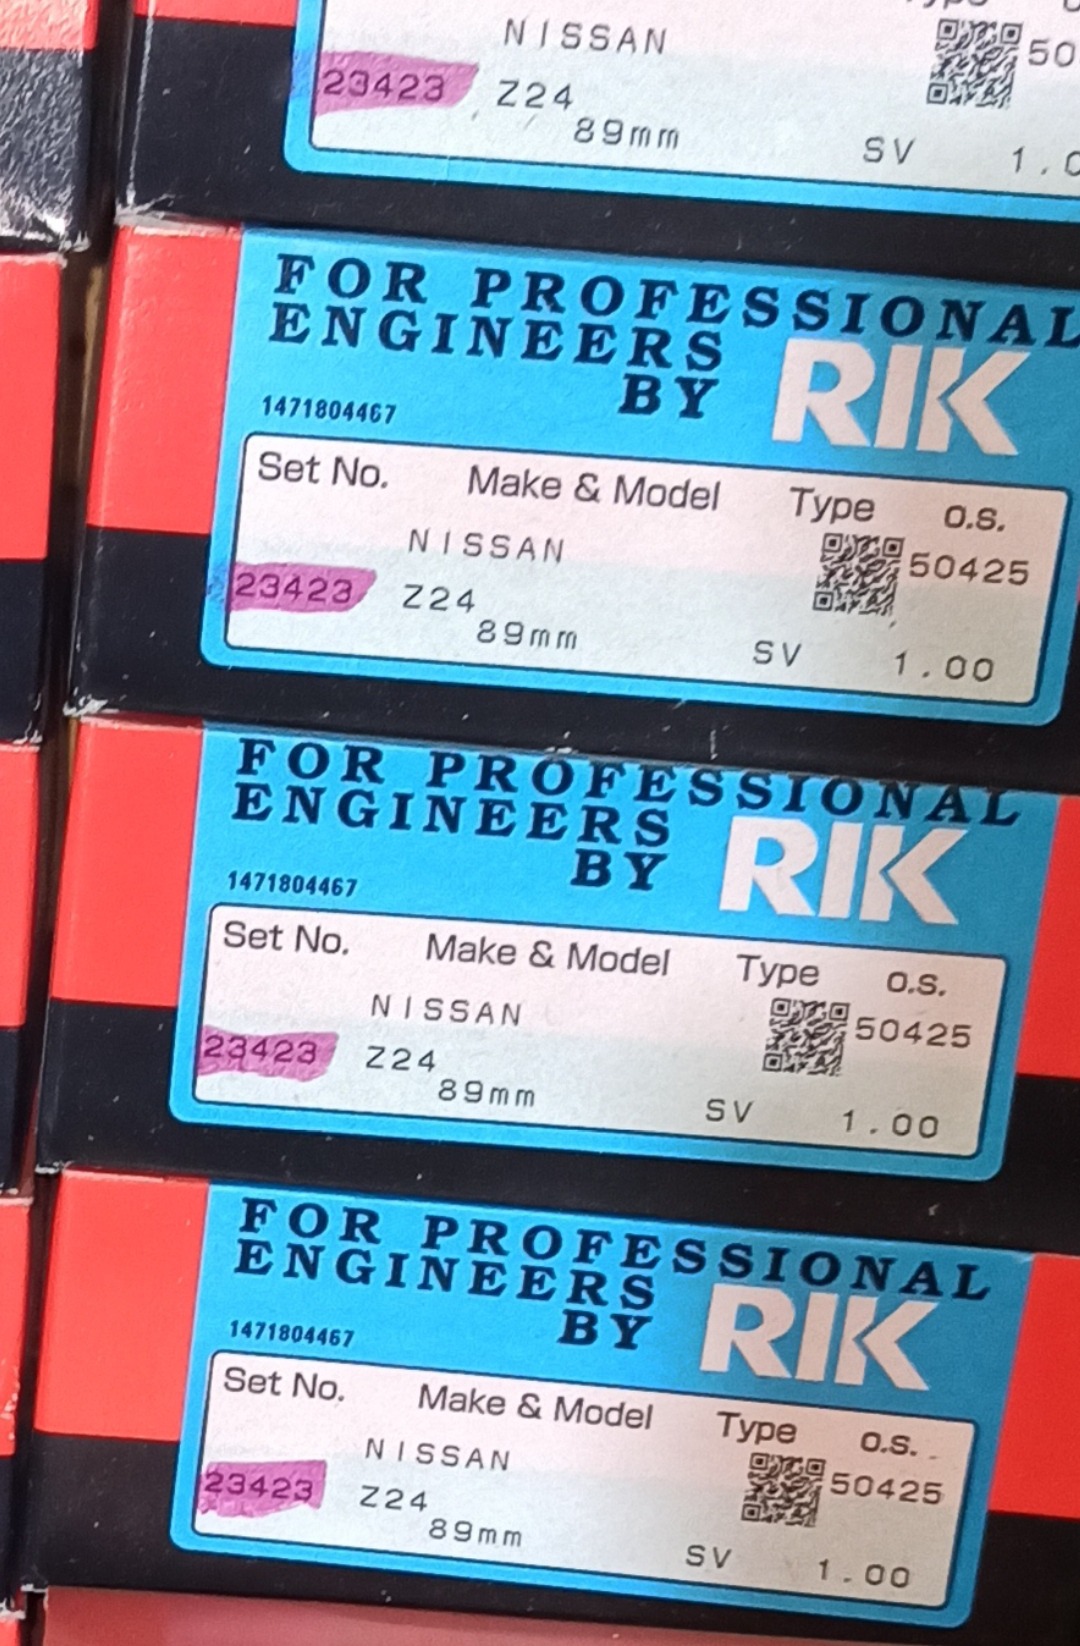 NISSAN
23423 Z24
89mm SV
FOR PROFESSIONAL
ENGINEERS
BY RIK
1471804467
Set No. Make & Model Type O.S.
NISSAN 50425
23423 Z24
89mm SV 1.00
FOR PROFESSIONAL
ENGINEERS
BY RIK
1471804467
Set No. Make & Model Type O.S.
NISSAN 50425
23423 Z24
89mm SV 1.00
FOR PROFESSIONAL
ENGINEERS
BY RIK
1471804467
Set No. Make & Model Type O.S.
NISSAN 50425
23423 Z24
89mm SV 1.00